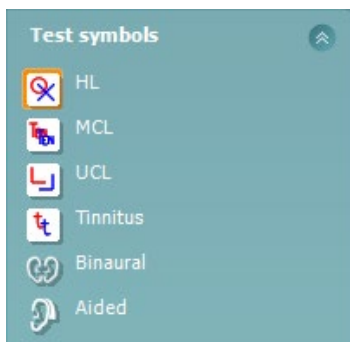 Test symbols
HL
MCL
UCL
Tinnitus
Binaural
Aided